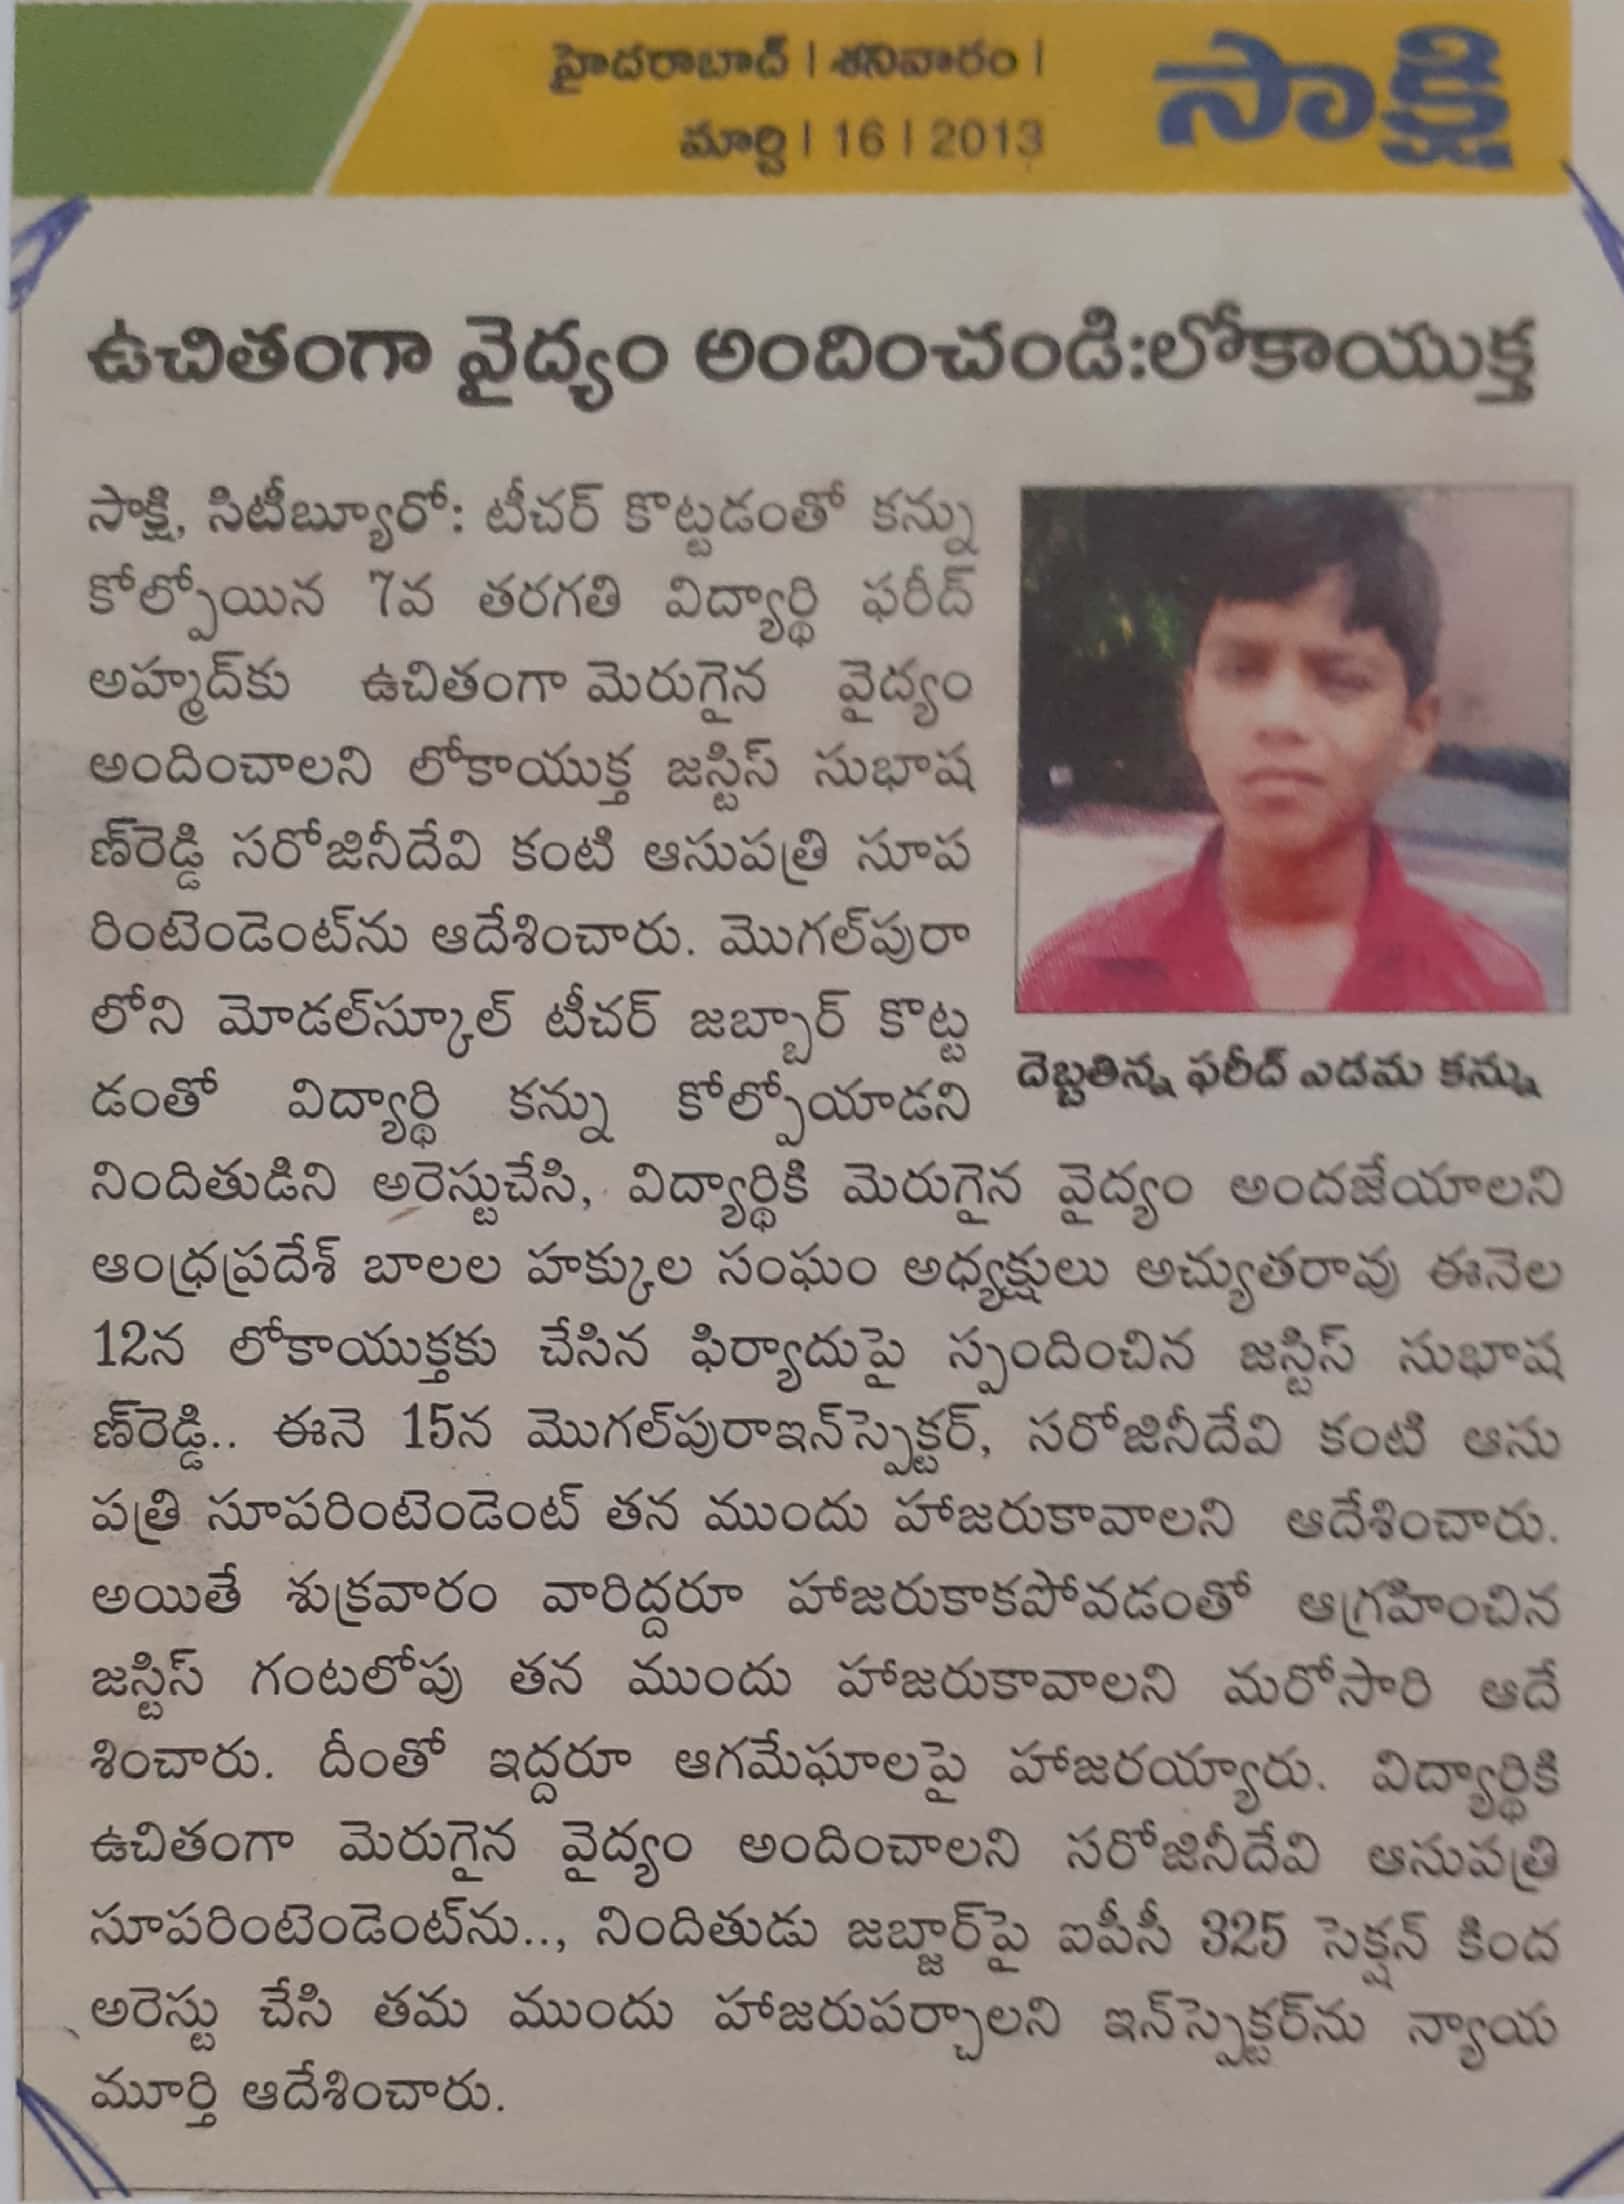 హైదరాబాద్ | శనివారం |
మార్చి | 16 | 2013
సాక్షి
ఉచితంగా వైద్యం అందించండి:లోకాయుక్త
సాక్షి, సిటీబ్యూరో: టీచర్ కొట్టడంతో కన్ను
కోల్పోయిన 7వ తరగతి విద్యార్థి ఫరీద్
అహ్మద్‌కు ఉచితంగా మెరుగైన వైద్యం
అందించాలని లోకాయుక్త జస్టిస్ సుభాష
ణ్‌రెడ్డి సరోజినీదేవి కంటి ఆసుపత్రి సూప
రింటెండెంట్‌ను ఆదేశించారు. మొగల్‌పురా
లోని మోడల్‌స్కూల్ టీచర్ జబ్బార్ కొట్ట
డంతో విద్యార్థి కన్ను కోల్పోయాడని
దెబ్బతిన్న ఫరీద్ ఎడమ కన్ను
నిందితుడిని అరెస్టుచేసి, విద్యార్థికి మెరుగైన వైద్యం అందజేయాలని
ఆంధ్రప్రదేశ్ బాలల హక్కుల సంఘం అధ్యక్షులు అచ్యుతరావు ఈనెల
12న లోకాయుక్తకు చేసిన ఫిర్యాదుపై స్పందించిన జస్టిస్ సుభాష
ణ్‌రెడ్డి.. ఈనె 15న మొగల్‌పురాఇన్‌స్పెక్టర్, సరోజినీదేవి కంటి ఆసు
పత్రి సూపరింటెండెంట్ తన ముందు హాజరుకావాలని ఆదేశించారు.
అయితే శుక్రవారం వారిద్దరూ హాజరుకాకపోవడంతో ఆగ్రహించిన
జస్టిస్ గంటలోపు తన ముందు హాజరుకావాలని మరోసారి ఆదే
శించారు. దీంతో ఇద్దరూ ఆగమేఘాలపై హాజరయ్యారు. విద్యార్థికి
ఉచితంగా మెరుగైన వైద్యం అందించాలని సరోజినీదేవి ఆసుపత్రి
సూపరింటెండెంట్‌ను.., నిందితుడు జబ్జార్‌పై ఐపీసీ 325 సెక్షన్ కింద
అరెస్టు చేసి తమ ముందు హాజరుపర్చాలని ఇన్‌స్పెక్టర్‌ను న్యాయ
మూర్తి ఆదేశించారు.